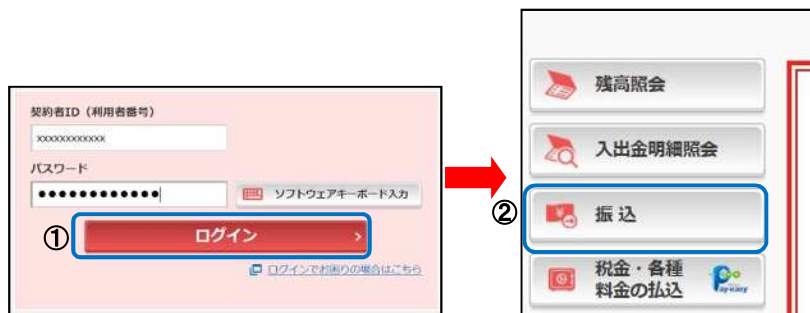 契約者ID（利用者番号）
xxxxxxxxxxxx
パスワード
●●●●●●●●●●●●
ソフトウェアキーボード入力
①
ログイン
ログインでお困りの場合はこちら
残高照会
入出金明細照会
②
振込
税金・各種
料金の払込
Pay-easy